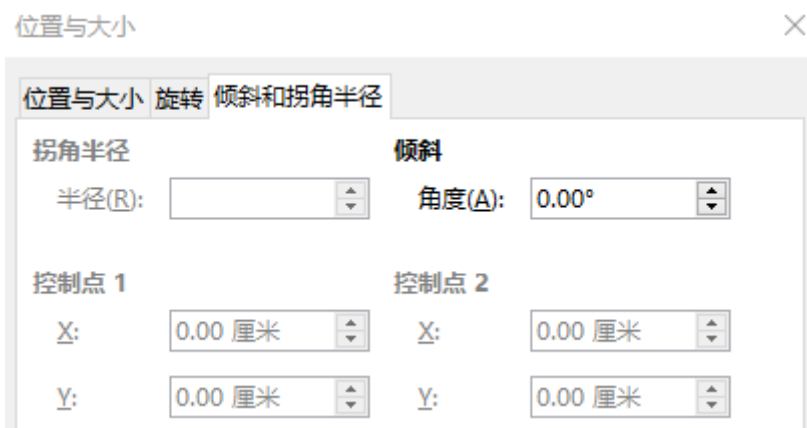 位置与大小
位置与大小 旋转 倾斜和拐角半径
拐角半径 倾斜
半径(R): 角度(A): 0.00°
控制点 1 控制点 2
X: 0.00 厘米 X: 0.00 厘米
Y: 0.00 厘米 Y: 0.00 厘米